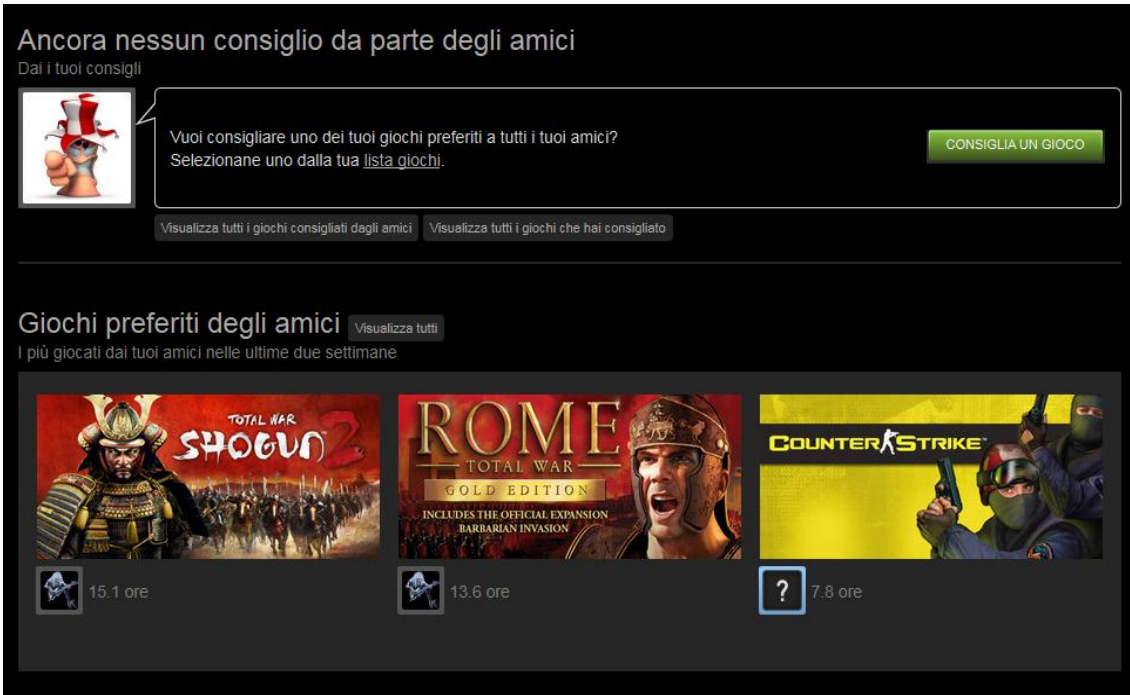 Ancora nessun consiglio da parte degli amici
Dai i tuoi consigli
Vuoi consigliare uno dei tuoi giochi preferiti a tutti i tuoi amici?
Selezionane uno dalla tua lista giochi.
CONSIGLIA UN GIOCO
Visualizza tutti i giochi consigliati dagli amici
Visualizza tutti i giochi che hai consigliato
Giochi preferiti degli amici
Visualizza tutti
I più giocati dai tuoi amici nelle ultime due settimane
TOTAL WAR
SHOGUN 2
ROME
TOTAL WAR
GOLD EDITION
INCLUDES THE OFFICIAL EXPANSION
BARBARIAN INVASION
COUNTER STRIKE™
15.1 ore
13.6 ore
?
7.8 ore